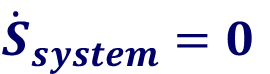 Ṡ_system = 0